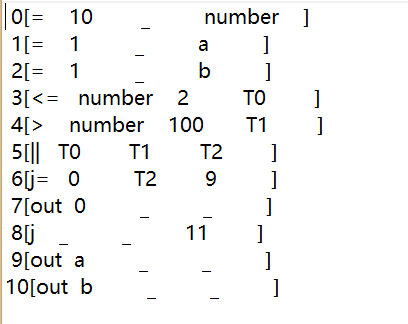 0[= 10 _ number ]
1[= 1 _ a ]
2[= 1 _ b ]
3[<= number 2 T0 ]
4[> number 100 T1 ]
5[|| T0 T1 T2 ]
6[j= 0 T2 9 ]
7[out 0 _ _ ]
8[j _ _ 11 ]
9[out a _ _ ]
10[out b _ _ ]